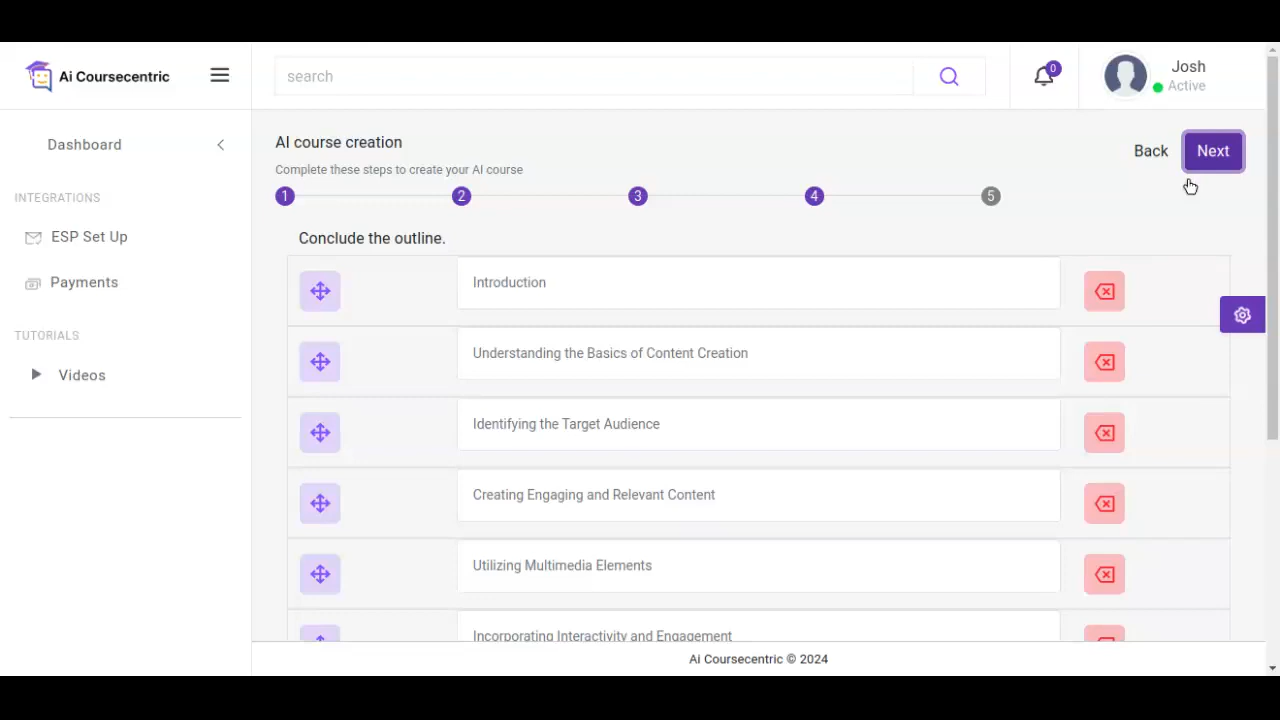 Ai Coursecentric
search
0
Josh
Active
Dashboard
INTEGRATIONS
ESP Set Up
Payments
TUTORIALS
Videos
AI course creation
Complete these steps to create your AI course
Back
Next
1
2
3
4
5
Conclude the outline.
Introduction
Understanding the Basics of Content Creation
Identifying the Target Audience
Creating Engaging and Relevant Content
Utilizing Multimedia Elements
Incorporating Interactivity and Engagement
Ai Coursecentric © 2024